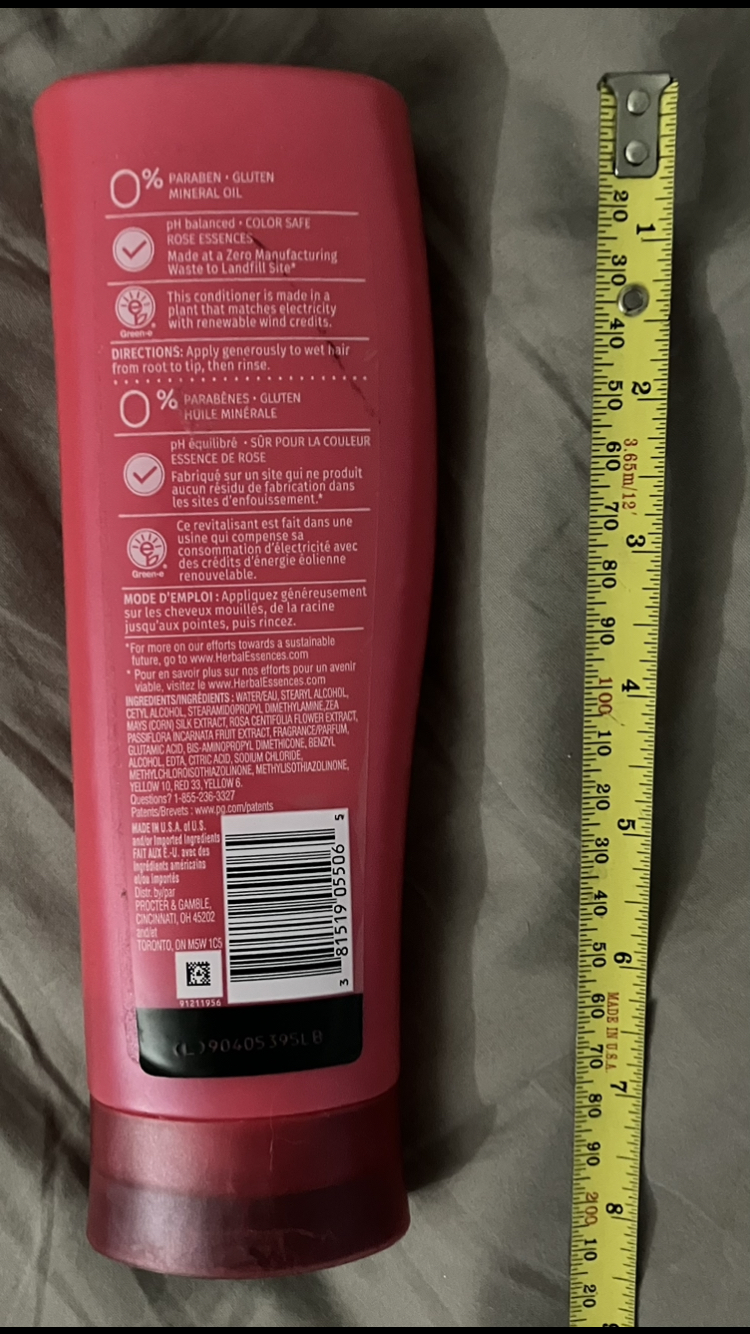 0% PARABEN • GLUTEN
MINERAL OIL
pH balanced • COLOR SAFE
ROSE ESSENCES
Made at a Zero Manufacturing
Waste to Landfill Site*
This conditioner is made in a
plant that matches electricity
with renewable wind credits.
Green-e
DIRECTIONS: Apply generously to wet hair
from root to tip, then rinse.
0% PARABÈNES • GLUTEN
HUILE MINÉRALE
pH équilibré • SÛR POUR LA COULEUR
ESSENCE DE ROSE
Fabriqué sur un site qui ne produit
aucun résidu de fabrication dans
les sites d'enfouissement.*
Ce revitalisant est fait dans une
usine qui compense sa
consommation d'électricité avec
des crédits d'énergie éolienne
renouvelable.
Green-e
MODE D'EMPLOI : Appliquez généreusement
sur les cheveux mouillés, de la racine
jusqu'aux pointes, puis rincez.
*For more on our efforts towards a sustainable
future, go to www.HerbalEssences.com
* Pour en savoir plus sur nos efforts pour un avenir
viable, visitez le www.HerbalEssences.com
INGREDIENTS/INGRÉDIENTS : WATER/EAU, STEARYL ALCOHOL,
CETYL ALCOHOL, STEARAMIDOPROPYL DIMETHYLAMINE, ZEA
MAYS (CORN) SILK EXTRACT, ROSA CENTIFOLIA FLOWER EXTRACT,
PASSIFLORA INCARNATA FRUIT EXTRACT, FRAGRANCE/PARFUM,
GLUTAMIC ACID, BIS-AMINOPROPYL DIMETHICONE, BENZYL
ALCOHOL, EDTA, CITRIC ACID, SODIUM CHLORIDE,
METHYLCHLOROISOTHIAZOLINONE, METHYLISOTHIAZOLINONE,
YELLOW 10, RED 33, YELLOW 6.
Questions? 1-855-236-3327
Patents/Brevets : www.pg.com/patents
MADE IN U.S.A. of U.S.
and/or Imported Ingredients
FAIT AUX É.-U. avec des
ingrédients américains
et/ou importés
Distr. by/par
PROCTER & GAMBLE,
CINCINNATI, OH 45202
and/et
TORONTO, ON M5W 1C5
3 81519 05506 5
91211956
(L)90405395LB
1 2 3 4 5 6 7 8 9
20 30 40 50 60 70 80 90 100 10 20 30 40 50 60 70 80 90 200 10 20
3.65m/12'
MADE IN U.S.A.